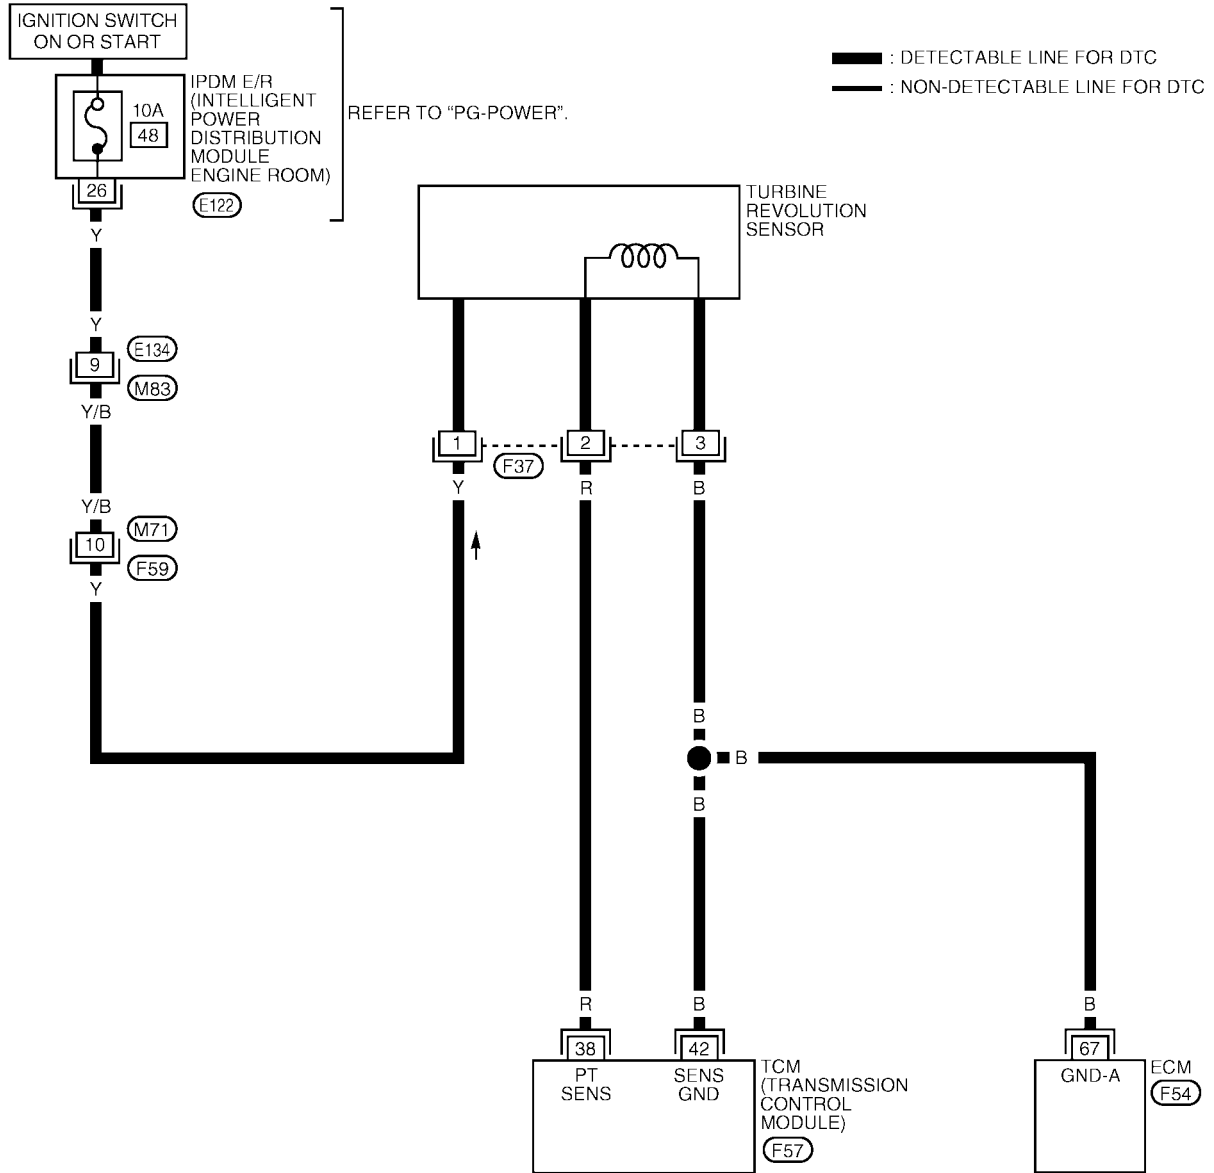 IGNITION SWITCH
ON OR START
10A
48
IPDM E/R
(INTELLIGENT
POWER
DISTRIBUTION
MODULE
ENGINE ROOM)
REFER TO “PG-POWER”.
: DETECTABLE LINE FOR DTC
: NON-DETECTABLE LINE FOR DTC
26
E122
Y
Y
9
E134
M83
Y/B
Y/B
10
M71
F59
Y
TURBINE
REVOLUTION
SENSOR
1
2
3
F37
Y
R
B
B
B
B
R
B
B
38
42
67
PT
SENS
SENS
GND
TCM
(TRANSMISSION
CONTROL
MODULE)
F57
GND-A
ECM
F54